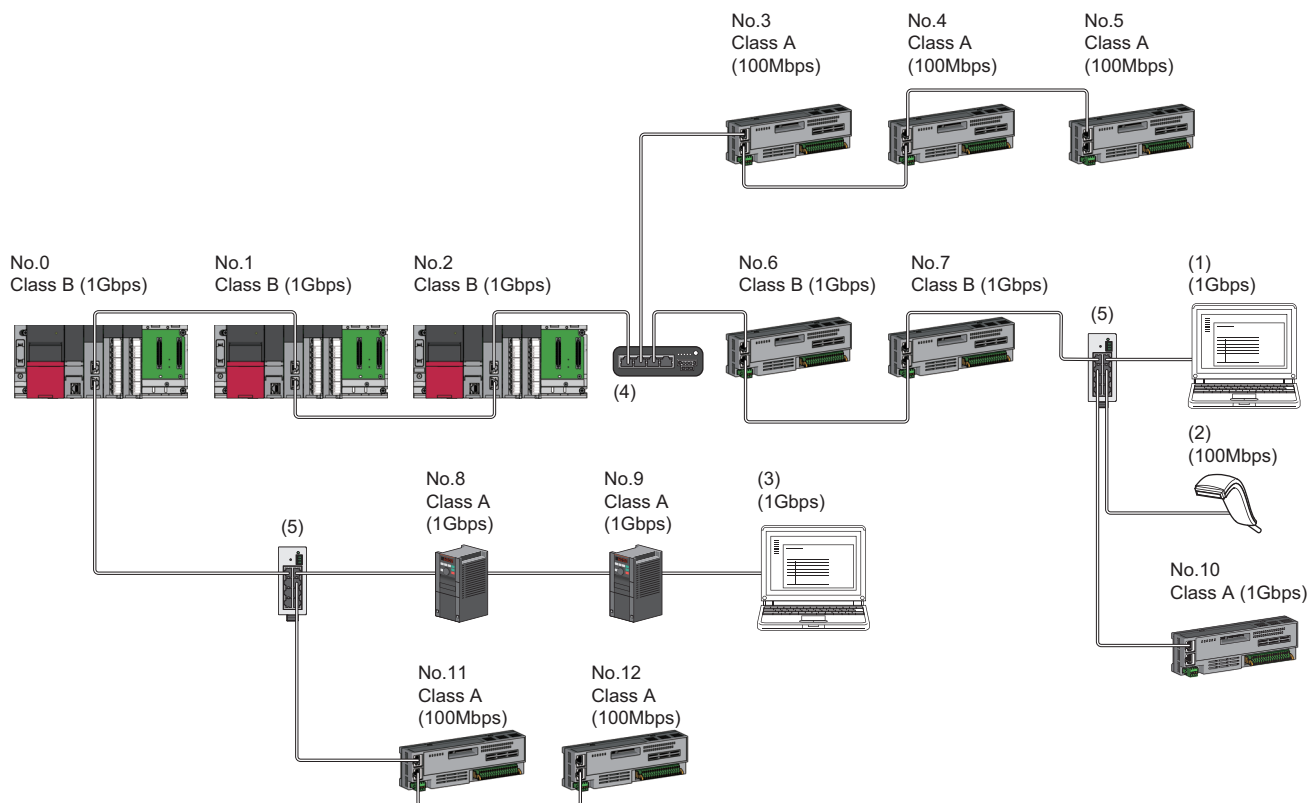 No.3
Class A
(100Mbps)
No.4
Class A
(100Mbps)
No.5
Class A
(100Mbps)
No.0
Class B (1Gbps)
No.1
Class B (1Gbps)
No.2
Class B (1Gbps)
(4)
No.6
Class B (1Gbps)
No.7
Class B (1Gbps)
(5)
(1)
(1Gbps)
(2)
(100Mbps)
No.10
Class A (1Gbps)
(5)
No.8
Class A
(1Gbps)
No.9
Class A
(1Gbps)
(3)
(1Gbps)
No.11
Class A
(100Mbps)
No.12
Class A
(100Mbps)